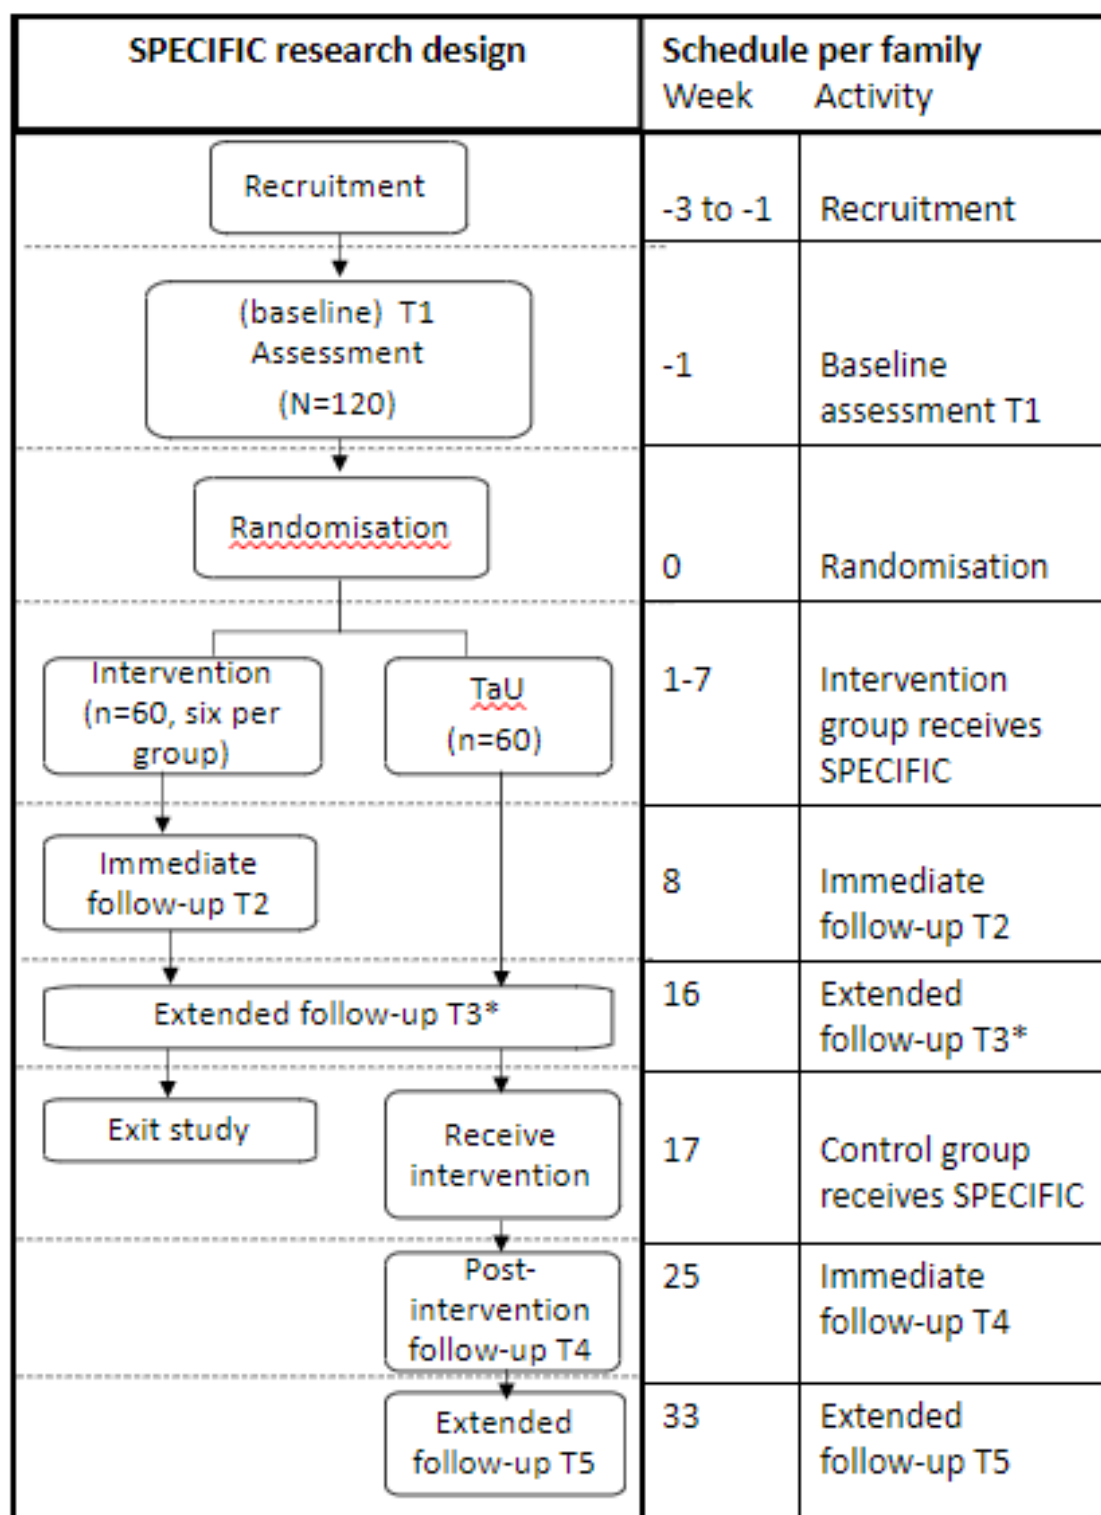 SPECIFIC research design
Schedule per family
Week Activity
Recruitment
-3 to -1 Recruitment
(baseline) T1
Assessment
(N=120)
-1 Baseline
assessment T1
Randomisation
0 Randomisation
Intervention
(n=60, six per
group)
TaU
(n=60)
1-7 Intervention
group receives
SPECIFIC
Immediate
follow-up T2
8 Immediate
follow-up T2
Extended follow-up T3*
16 Extended
follow-up T3*
Exit study
Receive
intervention
17 Control group
receives SPECIFIC
Post-
intervention
follow-up T4
25 Immediate
follow-up T4
Extended
follow-up T5
33 Extended
follow-up T5